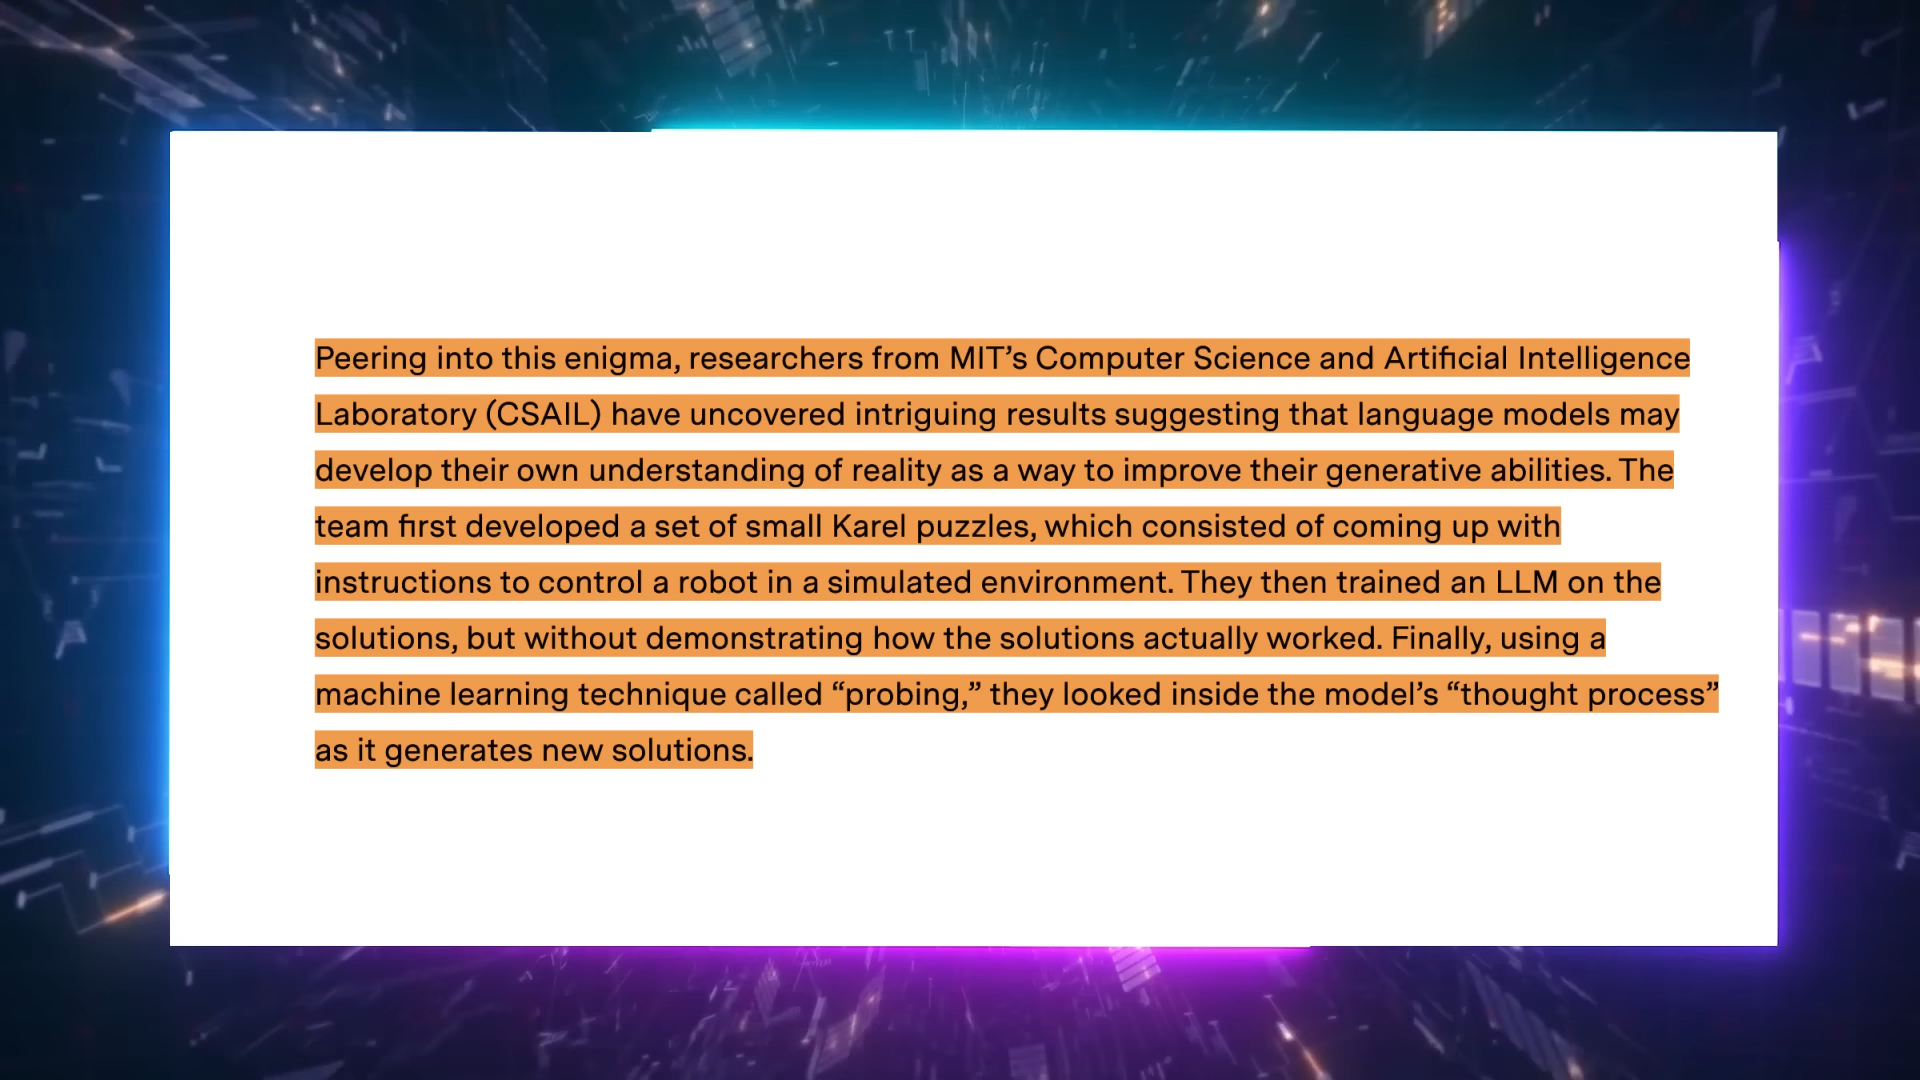 Peering into this enigma, researchers from MIT’s Computer Science and Artificial Intelligence
Laboratory (CSAIL) have uncovered intriguing results suggesting that language models may
develop their own understanding of reality as a way to improve their generative abilities. The
team first developed a set of small Karel puzzles, which consisted of coming up with
instructions to control a robot in a simulated environment. They then trained an LLM on the
solutions, but without demonstrating how the solutions actually worked. Finally, using a
machine learning technique called “probing,” they looked inside the model’s “thought process”
as it generates new solutions.